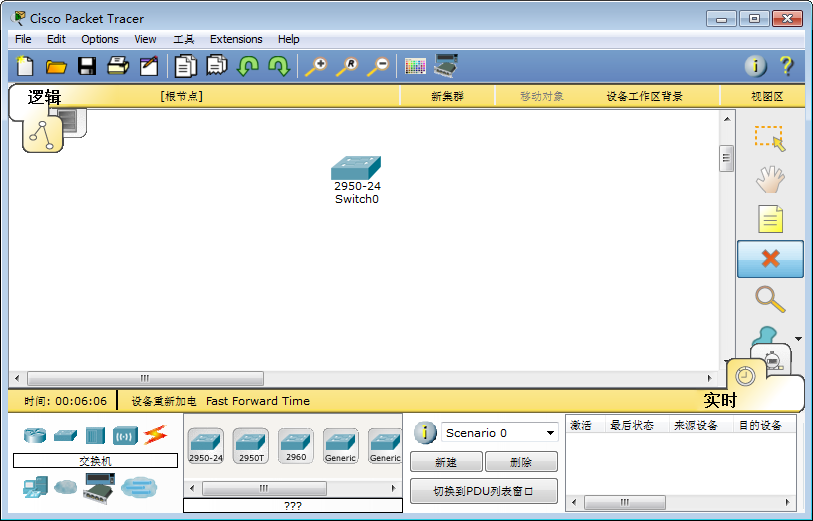 Cisco Packet Tracer
File Edit Options View 工具 Extensions Help
逻辑 [根节点] 新集群 移动对象 设备工作区背景 视图区
2950-24
Switch0
时间: 00:06:06 设备重新加电 Fast Forward Time 实时
交换机
2950-24 2950T 2960 Generic Generic
???
Scenario 0
新建 删除
切换到PDU列表窗口
激活 最后状态 来源设备 目的设备